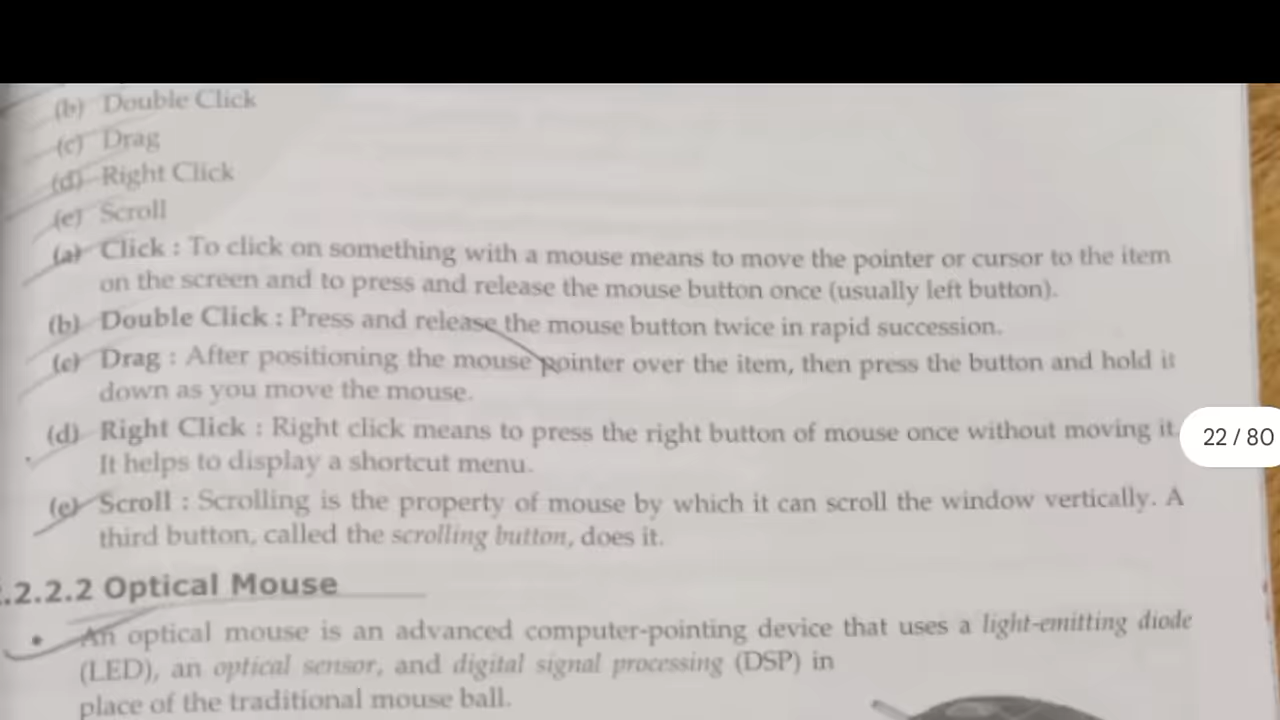 (b) Double Click
(c) Drag
(d) Right Click
(e) Scroll
(a) Click : To click on something with a mouse means to move the pointer or cursor to the item
on the screen and to press and release the mouse button once (usually left button).
(b) Double Click : Press and release the mouse button twice in rapid succession.
(c) Drag : After positioning the mouse pointer over the item, then press the button and hold it
down as you move the mouse.
(d) Right Click : Right click means to press the right button of mouse once without moving it.
It helps to display a shortcut menu.
22 / 80
(e) Scroll : Scrolling is the property of mouse by which it can scroll the window vertically. A
third button, called the scrolling button, does it.
.2.2.2 Optical Mouse
• An optical mouse is an advanced computer-pointing device that uses a light-emitting diode
(LED), an optical sensor, and digital signal processing (DSP) in
place of the traditional mouse ball.